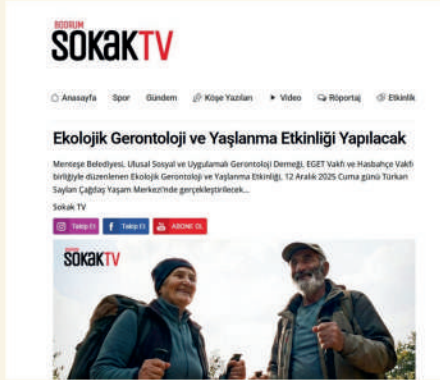 BODRUM
SOKAKTV
Anasayfa Spor Gündem Köşe Yazıları Video Röportaj Etkinlik
Ekolojik Gerontoloji ve Yaşlanma Etkinliği Yapılacak
Menteşe Belediyesi, Ulusal Sosyal ve Uygulamalı Gerontoloji Derneği, EGET Vakfı ve Hasbahçe Vakfı
birliğiyle düzenlenen Ekolojik Gerontoloji ve Yaşlanma Etkinliği, 12 Aralık 2025 Cuma günü Türkan
Saylan Çağdaş Yaşam Merkezi'nde gerçekleştirilecek...
Sokak TV
Takip Et Takip Et ABONE OL
SOKAKTV